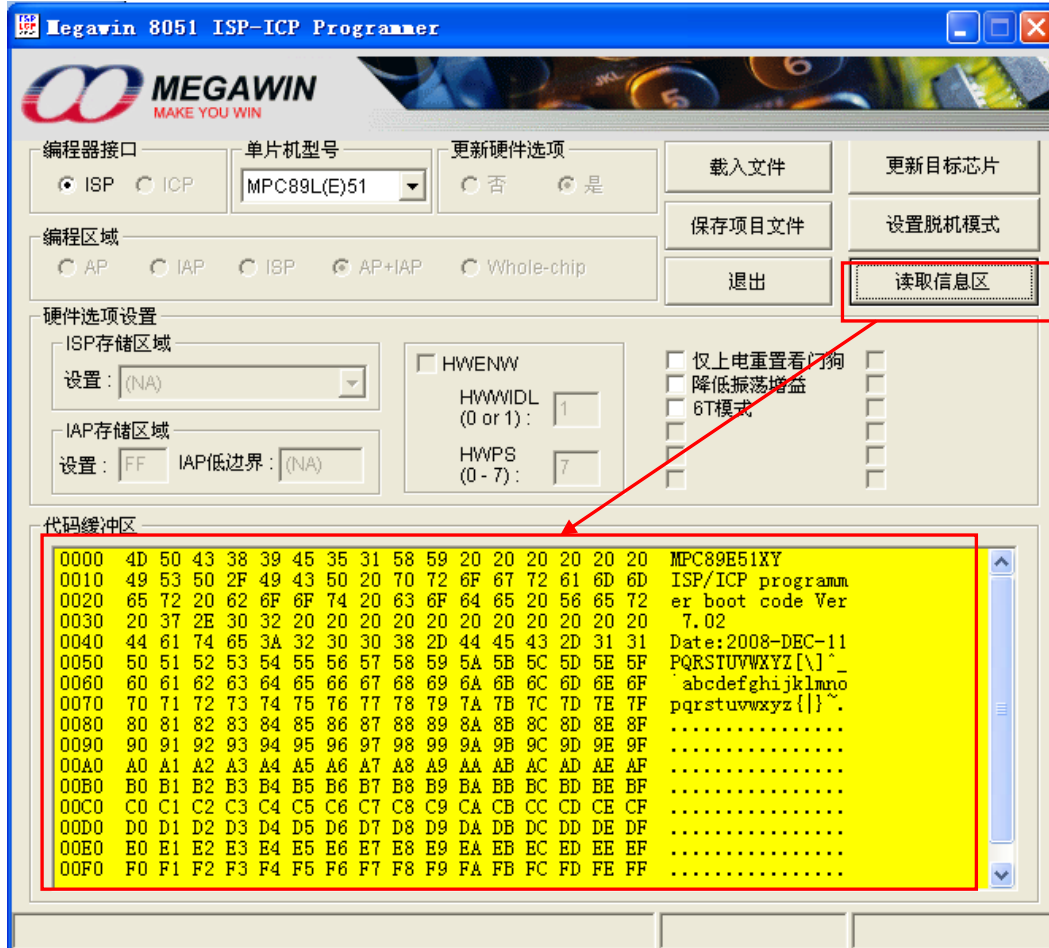 ISP
ICP
Megawin 8051 ISP-ICP Programmer
MEGAWIN
MAKE YOU WIN
JKL
5
6
编程器接口
ISP ICP
单片机型号
MPC89L(E)51
更新硬件选项
否 是
载入文件
更新目标芯片
编程区域
AP IAP ISP AP+IAP Whole-chip
保存项目文件
设置脱机模式
退出
读取信息区
硬件选项设置
ISP存储区域
设置： (NA)
IAP存储区域
设置： FF IAP低边界： (NA)
HWENW
HWWIDL
(0 or 1) : 1
HWPS
(0 - 7) : 7
仅上电重置看门狗
降低振荡增益
6T模式
代码缓冲区
0000 4D 50 43 38 39 45 35 31 58 59 20 20 20 20 20 20 MPC89E51XY
0010 49 53 50 2F 49 43 50 20 70 72 6F 67 72 61 6D 6D ISP/ICP programm
0020 65 72 20 62 6F 6F 74 20 63 6F 64 65 20 56 65 72 er boot code Ver
0030 20 37 2E 30 32 20 20 20 20 20 20 20 20 20 20 20 7.02
0040 44 61 74 65 3A 32 30 30 38 2D 44 45 43 2D 31 31 Date:2008-DEC-11
0050 50 51 52 53 54 55 56 57 58 59 5A 5B 5C 5D 5E 5F PQRSTUVWXYZ[\]^_
0060 60 61 62 63 64 65 66 67 68 69 6A 6B 6C 6D 6E 6F `abcdefghijklmno
0070 70 71 72 73 74 75 76 77 78 79 7A 7B 7C 7D 7E 7F pqrstuvwxyz{|}~.
0080 80 81 82 83 84 85 86 87 88 89 8A 8B 8C 8D 8E 8F ................
0090 90 91 92 93 94 95 96 97 98 99 9A 9B 9C 9D 9E 9F ................
00A0 A0 A1 A2 A3 A4 A5 A6 A7 A8 A9 AA AB AC AD AE AF ................
00B0 B0 B1 B2 B3 B4 B5 B6 B7 B8 B9 BA BB BC BD BE BF ................
00C0 C0 C1 C2 C3 C4 C5 C6 C7 C8 C9 CA CB CC CD CE CF ................
00D0 D0 D1 D2 D3 D4 D5 D6 D7 D8 D9 DA DB DC DD DE DF ................
00E0 E0 E1 E2 E3 E4 E5 E6 E7 E8 E9 EA EB EC ED EE EF ................
00F0 F0 F1 F2 F3 F4 F5 F6 F7 F8 F9 FA FB FC FD FE FF ................